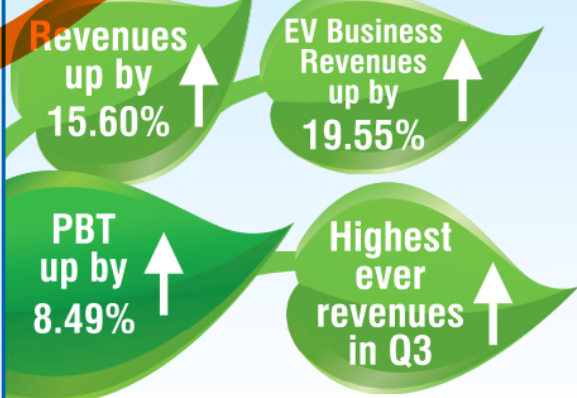 Revenues
up by
15.60%
EV Business
Revenues
up by
19.55%
PBT
up by
8.49%
Highest
ever
revenues
in Q3